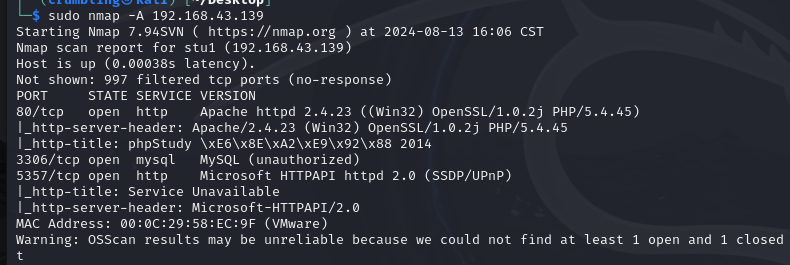 (crumbling㉿kali)-[~/Desktop]
└─$ sudo nmap -A 192.168.43.139
Starting Nmap 7.94SVN ( https://nmap.org ) at 2024-08-13 16:06 CST
Nmap scan report for stu1 (192.168.43.139)
Host is up (0.00038s latency).
Not shown: 997 filtered tcp ports (no-response)
PORT     STATE SERVICE VERSION
80/tcp   open  http    Apache httpd 2.4.23 ((Win32) OpenSSL/1.0.2j PHP/5.4.45)
|_http-server-header: Apache/2.4.23 (Win32) OpenSSL/1.0.2j PHP/5.4.45
|_http-title: phpStudy \xE6\x8E\xA2\xE9\x92\x88 2014
3306/tcp open  mysql   MySQL (unauthorized)
5357/tcp open  http    Microsoft HTTPAPI httpd 2.0 (SSDP/UPnP)
|_http-title: Service Unavailable
|_http-server-header: Microsoft-HTTPAPI/2.0
MAC Address: 00:0C:29:58:EC:9F (VMware)
Warning: OSScan results may be unreliable because we could not find at least 1 open and 1 closed
t